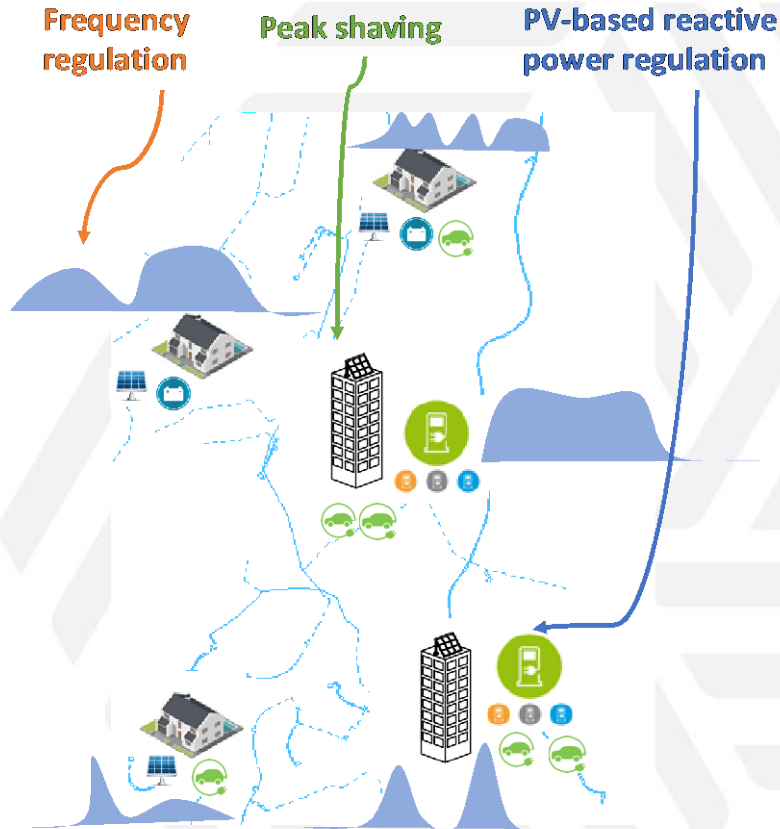 Frequency
regulation
Peak shaving
PV-based reactive
power regulation